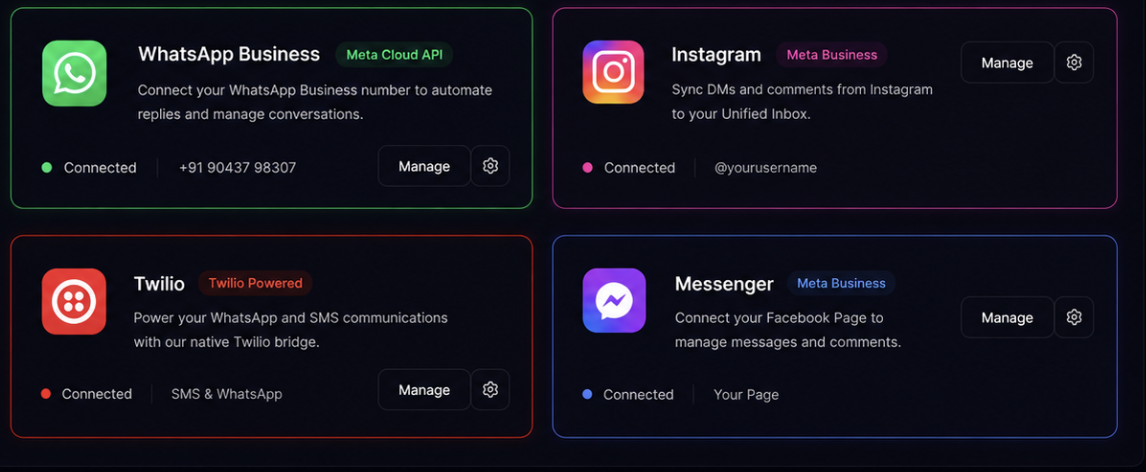 WhatsApp Business Meta Cloud API
Connect your WhatsApp Business number to automate
replies and manage conversations.
Connected +91 90437 98307 Manage
Instagram Meta Business Manage
Sync DMs and comments from Instagram
to your Unified Inbox.
Connected @yourusername
Twilio Twilio Powered
Power your WhatsApp and SMS communications
with our native Twilio bridge.
Connected SMS & WhatsApp Manage
Messenger Meta Business
Connect your Facebook Page to
manage messages and comments.
Manage
Connected Your Page